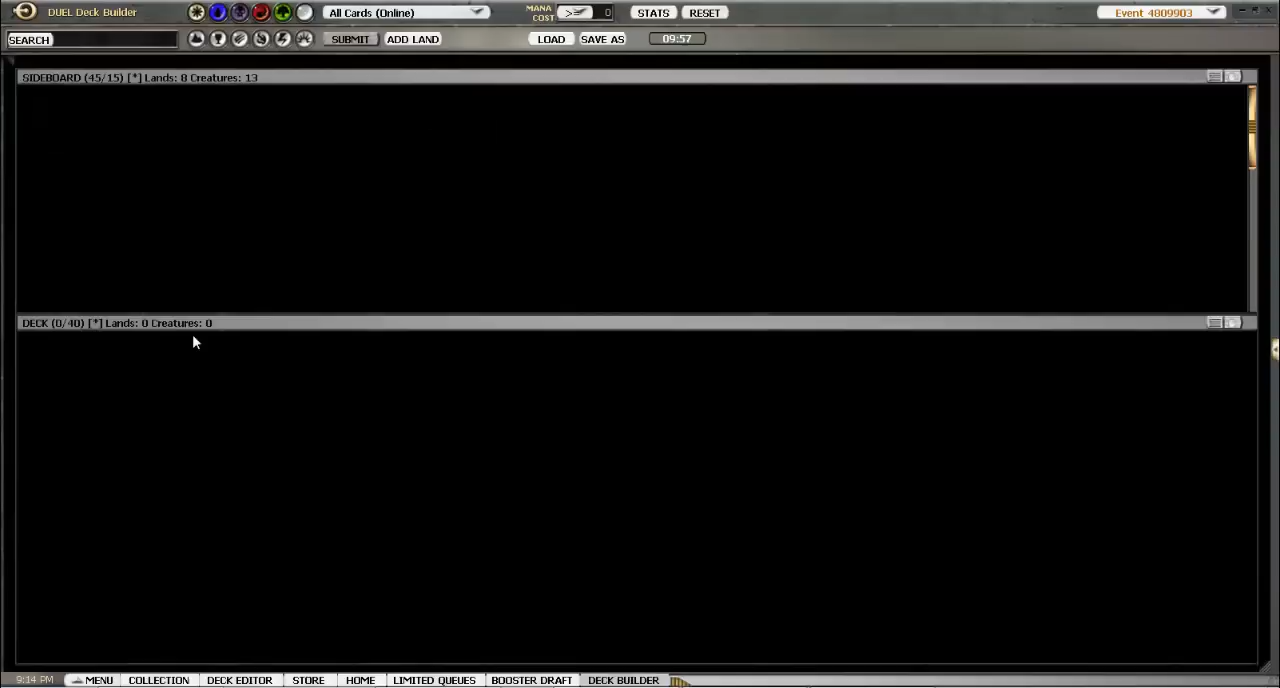 DUEL Deck Builder All Cards (Online) MANA COST > 0 STATS RESET Event 4809903
SEARCH SUBMIT ADD LAND LOAD SAVE AS 09:57
SIDEBOARD (45/15) [*] Lands: 8 Creatures: 13
DECK (0/40) [*] Lands: 0 Creatures: 0
9:14 PM MENU COLLECTION DECK EDITOR STORE HOME LIMITED QUEUES BOOSTER DRAFT DECK BUILDER